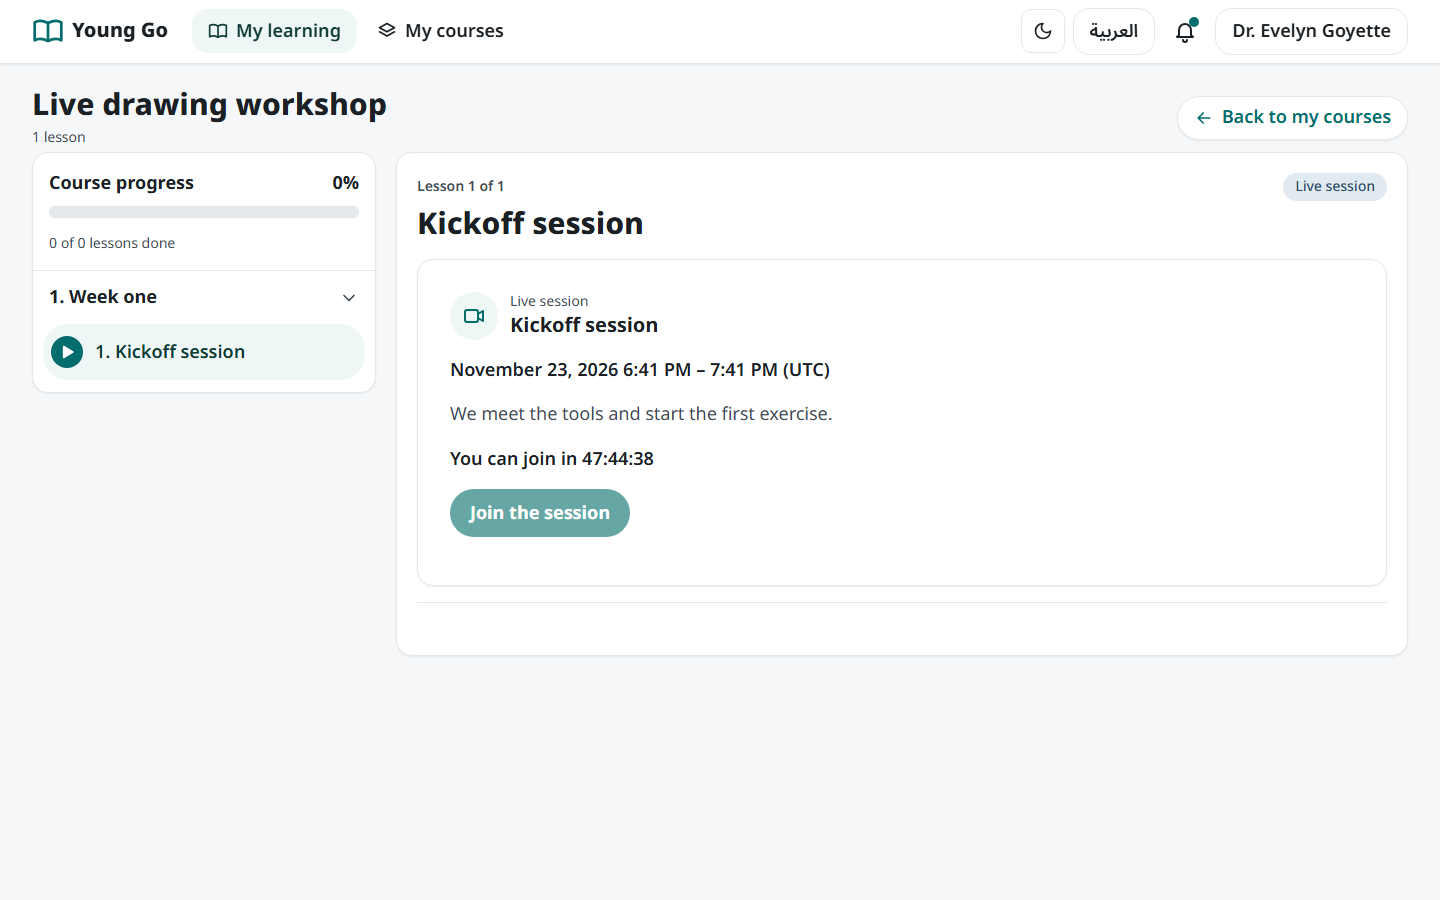 Young Go
My learning
My courses
العربية
Dr. Evelyn Goyette
Live drawing workshop
1 lesson
Back to my courses
Course progress
0%
0 of 0 lessons done
1. Week one
1. Kickoff session
Lesson 1 of 1
Live session
Kickoff session
Live session
Kickoff session
November 23, 2026 6:41 PM – 7:41 PM (UTC)
We meet the tools and start the first exercise.
You can join in 47:44:38
Join the session